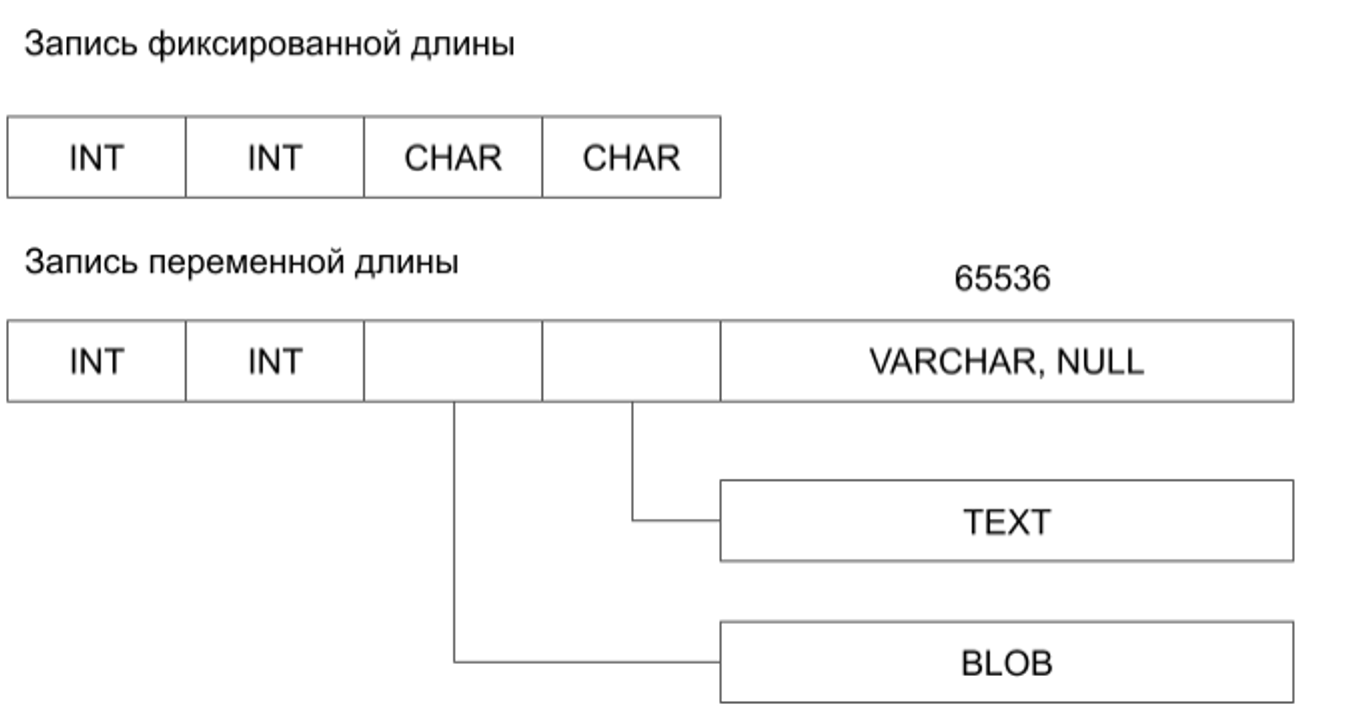 Запись фиксированной длины
INT INT CHAR CHAR
Запись переменной длины
65536
INT INT VARCHAR, NULL
TEXT
BLOB